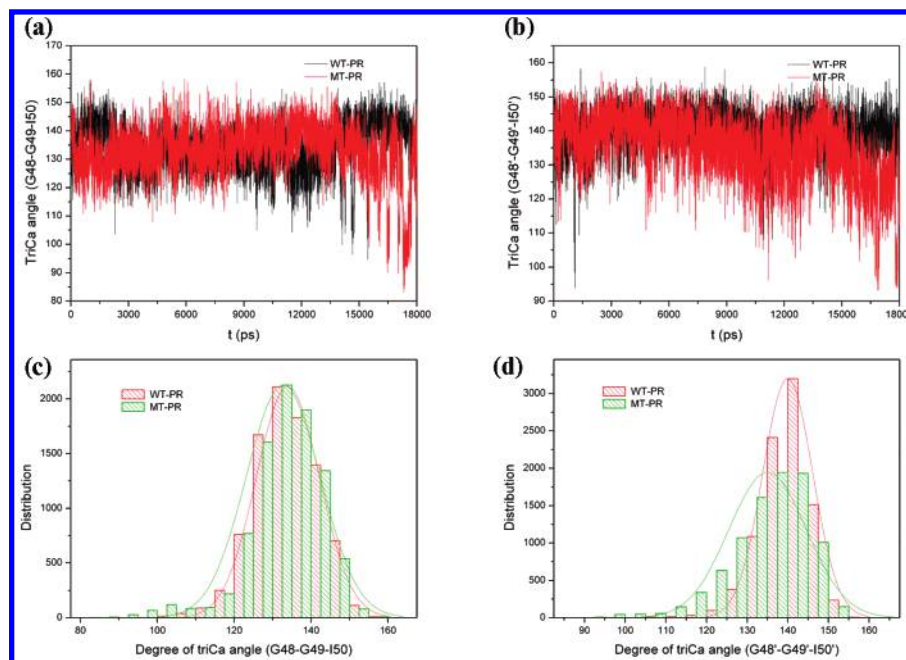 (a)
170
160
150
140
130
120
110
100
90
80
TriCa angle (G48-G49-I50)
WT-PR
MT-PR
0 3000 6000 9000 12000 15000 18000
t (ps)
(b)
160
150
140
130
120
110
100
90
TriCa angle (G48'-G49'-I50')
WT-PR
MT-PR
0 3000 6000 9000 12000 15000 1800
t (ps)
(c)
2000
1500
1000
500
0
Distribution
WT-PR
MT-PR
80 100 120 140 160
Degree of triCa angle (G48-G49-I50)
(d)
3000
2500
2000
1500
1000
500
0
Distribution
WT-PR
MT-PR
90 100 110 120 130 140 150 160
Degree of triCa angle (G48'-G49'-I50')